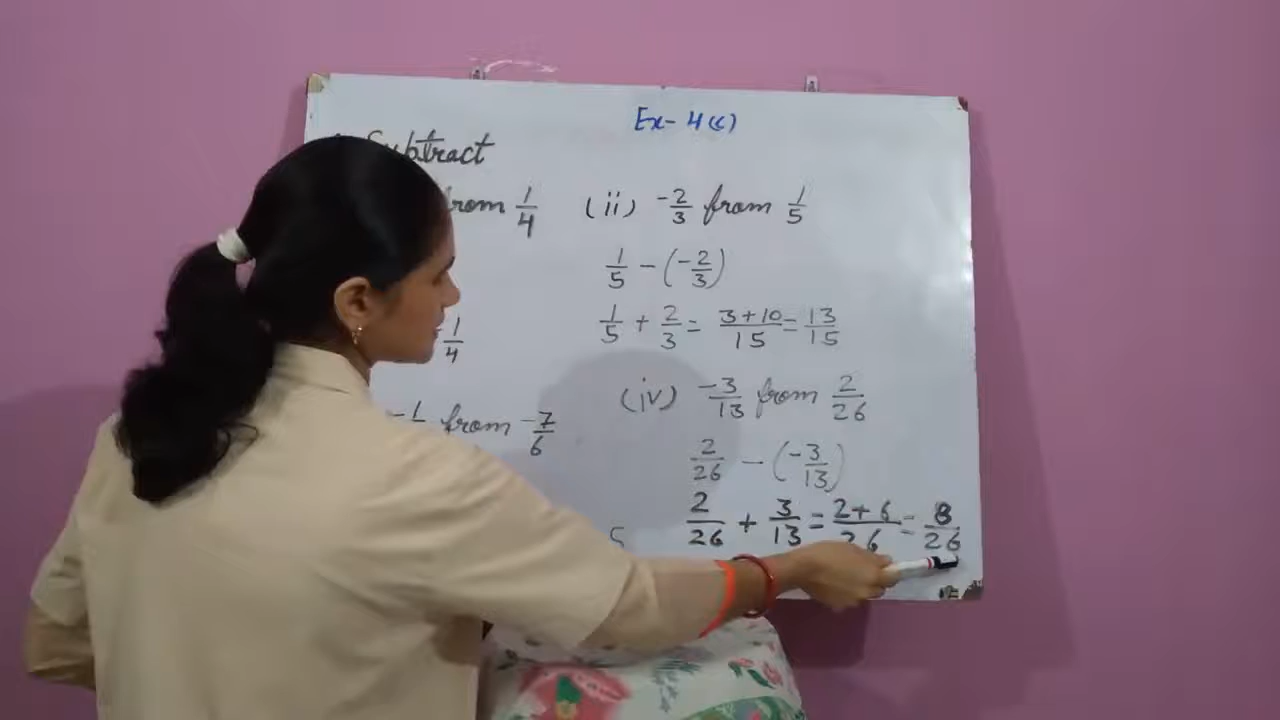 Ex- 4(c)
Subtract
from 1/4
(ii) -2/3 from 1/5
1/5 - (-2/3)
1/5 + 2/3 = 3+10/15 = 13/15
1/4
(iv) -3/13 from 2/26
-1 from -7/6
2/26 - (-3/13)
2/26 + 3/13 = 2+6/26 = 8/26
5